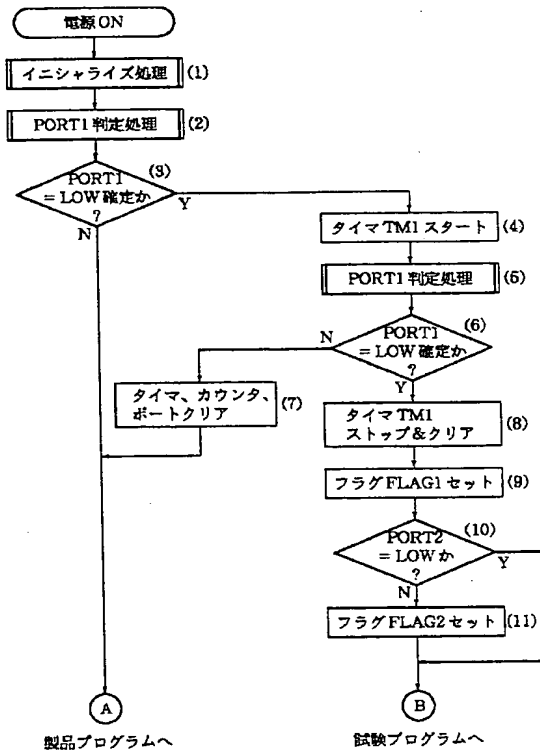 電源ON
イニシャライズ処理 (1)
PORT1判定処理 (2)
(3)
PORT1
=LOW確定か
?
Y
N
タイマTM1スタート (4)
PORT1判定処理 (5)
(6)
PORT1
=LOW確定か
?
N
Y
タイマ、カウンタ、
ポートクリア
(7)
タイマTM1
ストップ&クリア
(8)
フラグFLAG1セット (9)
(10)
PORT2
=LOWか
?
Y
N
フラグFLAG2セット (11)
A
B
製品プログラムへ
試験プログラムへ